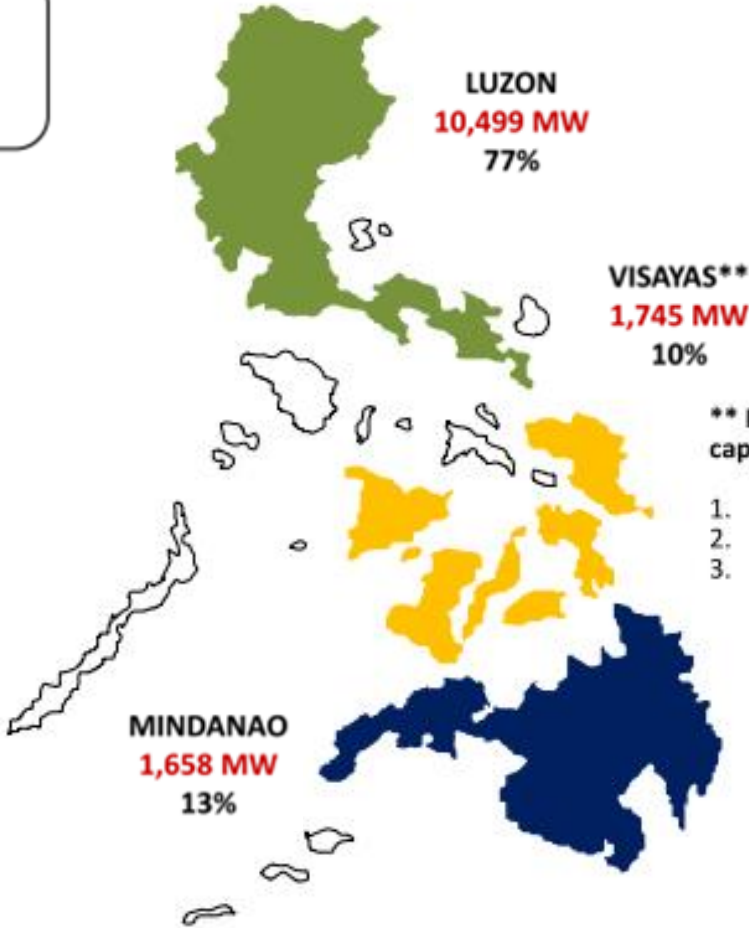 LUZON
10,499 MW
77%
VISAYAS**
1,745 MW
10%
**
1.
2.
3.
MINDANAO
1,658 MW
13%